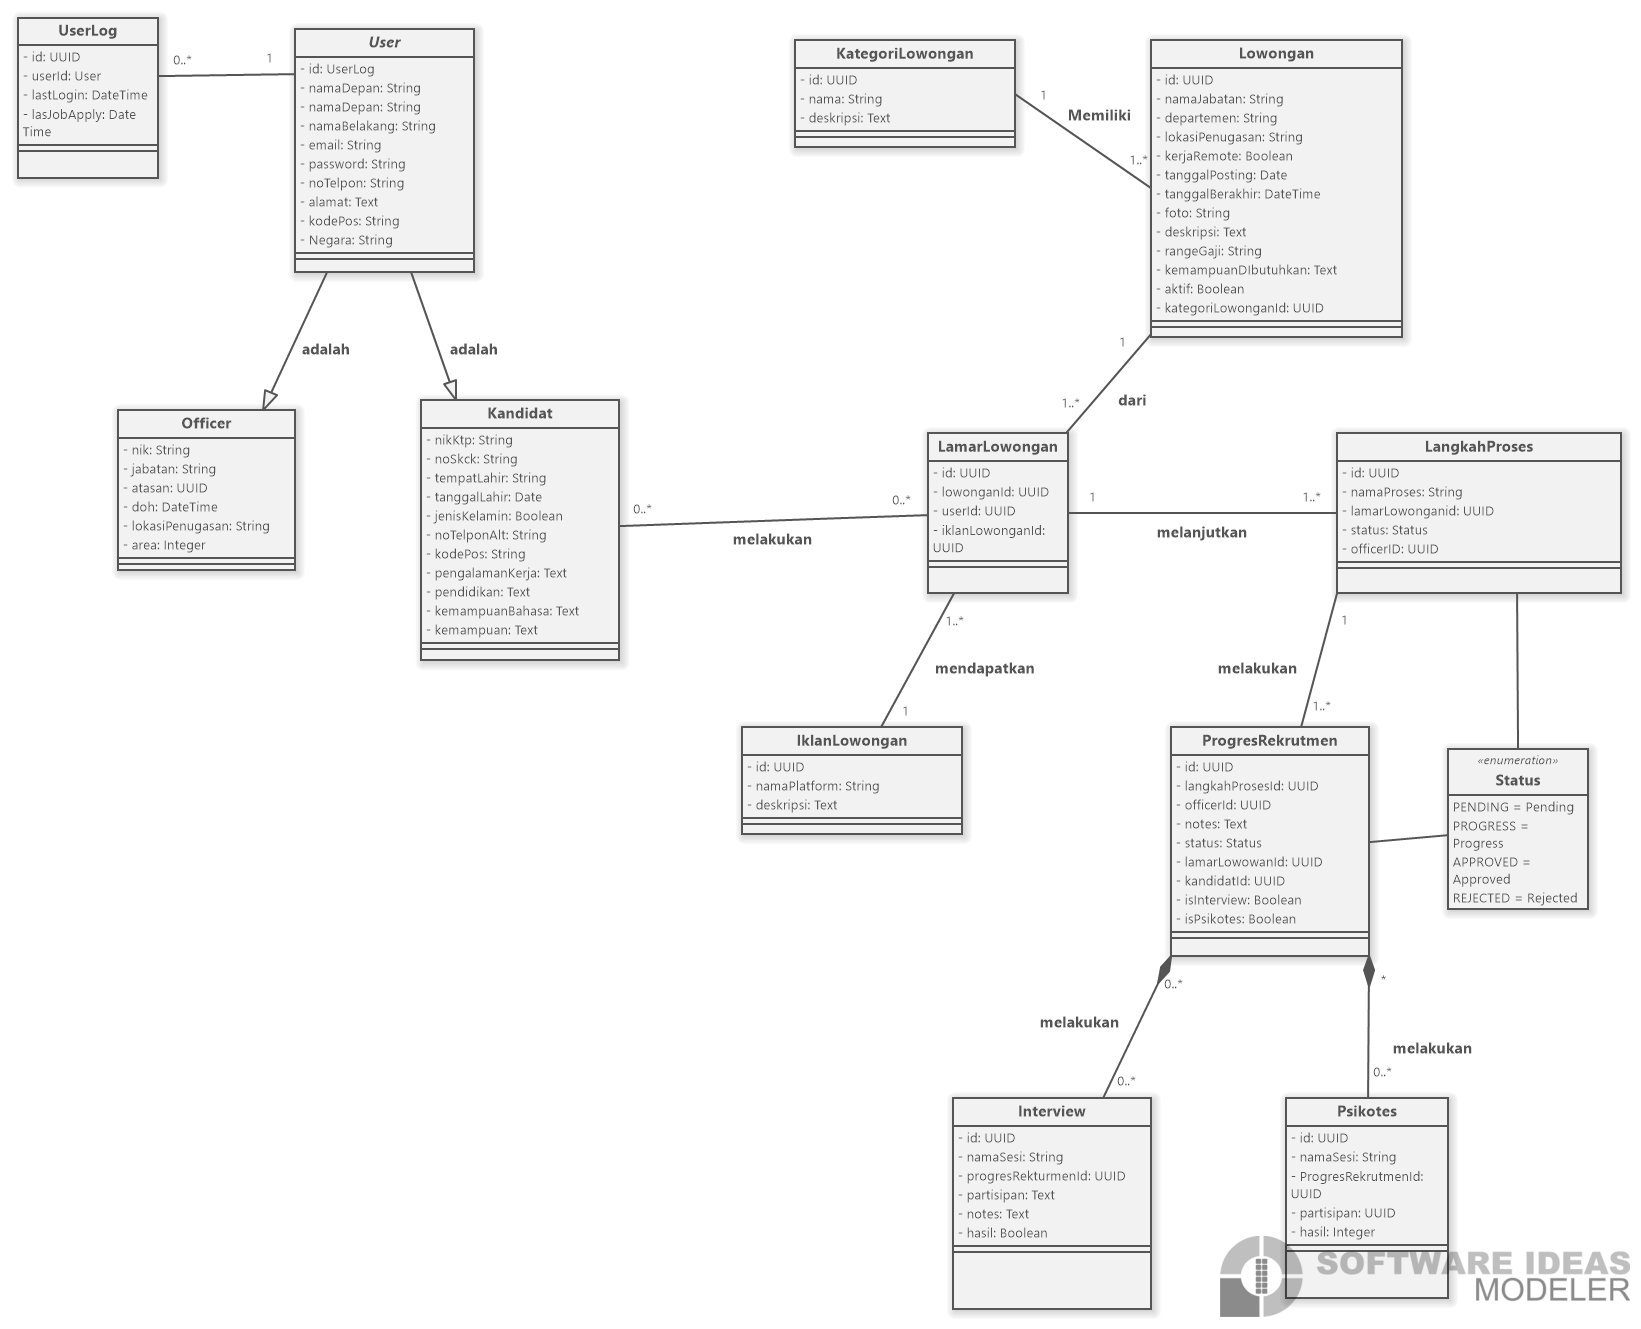 UserLog
- id: UUID
- userId: User
- lastLogin: DateTime
- lasJobApply: Date
Time
0..*
1
User
- id: UserLog
- namaDepan: String
- namaDepan: String
- namaBelakang: String
- email: String
- password: String
- noTelpon: String
- alamat: Text
- kodePos: String
- Negara: String
KategoriLowongan
- id: UUID
- nama: String
- deskripsi: Text
1
Memiliki
1..*
Lowongan
- id: UUID
- namaJabatan: String
- departemen: String
- lokasiPenugasan: String
- kerjaRemote: Boolean
- tanggalPosting: Date
- tanggalBerakhir: DateTime
- foto: String
- deskripsi: Text
- rangeGaji: String
- kemampuanDIbutuhkan: Text
- aktif: Boolean
- kategoriLowonganId: UUID
adalah
adalah
1
1..*
dari
Officer
- nik: String
- jabatan: String
- atasan: UUID
- doh: DateTime
- lokasiPenugasan: String
- area: Integer
Kandidat
- nikKtp: String
- noSkck: String
- tempatLahir: String
- tanggalLahir: Date
- jenisKelamin: Boolean
- noTelponAlt: String
- kodePos: String
- pengalamanKerja: Text
- pendidikan: Text
- kemampuanBahasa: Text
- kemampuan: Text
0..*
0..*
melakukan
LamarLowongan
- id: UUID
- lowonganId: UUID
- userId: UUID
- iklanLowonganId:
UUID
1
1..*
melanjutkan
LangkahProses
- id: UUID
- namaProses: String
- lamarLowonganid: UUID
- status: Status
- officerID: UUID
1..*
mendapatkan
1
1
melakukan
1..*
IklanLowongan
- id: UUID
- namaPlatform: String
- deskripsi: Text
ProgresRekrutmen
- id: UUID
- langkahProsesId: UUID
- officerId: UUID
- notes: Text
- status: Status
- lamarLowowanId: UUID
- kandidatId: UUID
- isInterview: Boolean
- isPsikotes: Boolean
«enumeration»
Status
PENDING = Pending
PROGRESS =
Progress
APPROVED =
Approved
REJECTED = Rejected
0..*
*
melakukan
melakukan
0..*
0..*
Interview
- id: UUID
- namaSesi: String
- progresRekturmenId: UUID
- partisipan: Text
- notes: Text
- hasil: Boolean
Psikotes
- id: UUID
- namaSesi: String
- ProgresRekrutmenId:
UUID
- partisipan: UUID
- hasil: Integer
SOFTWARE IDEAS
MODELER